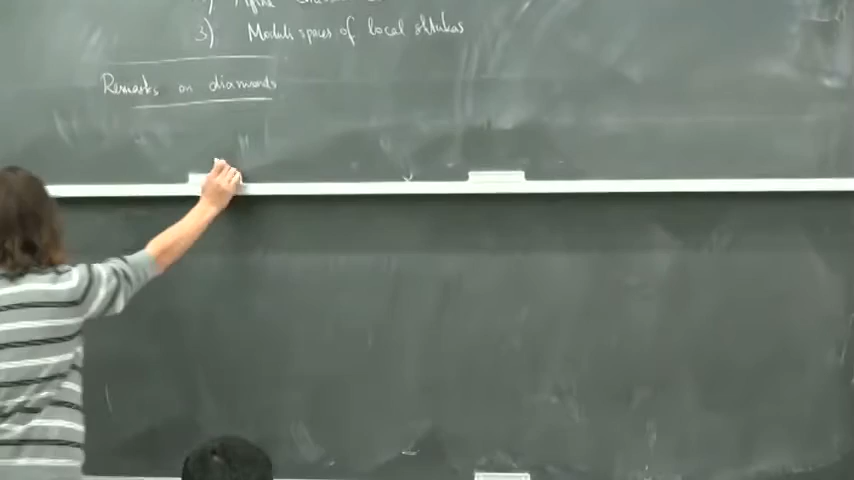 3) Moduli spaces of local shtukas
Remarks on diamonds